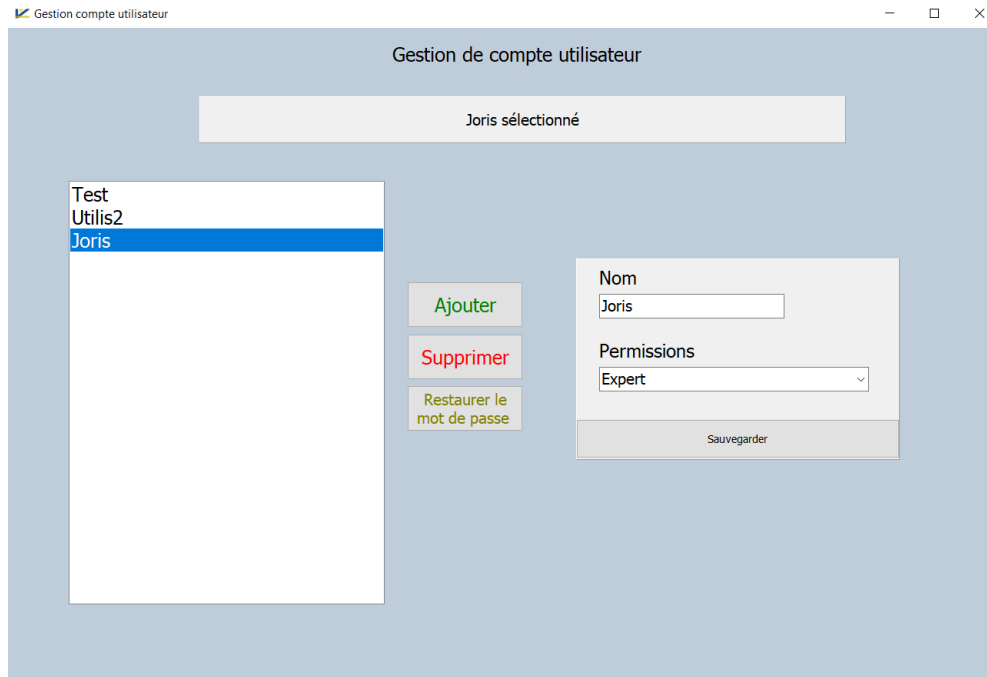 Gestion compte utilisateur
Gestion de compte utilisateur
Joris sélectionné
Test
Utilis2
Joris
Ajouter
Supprimer
Restaurer le
mot de passe
Nom
Joris
Permissions
Expert
Sauvegarder